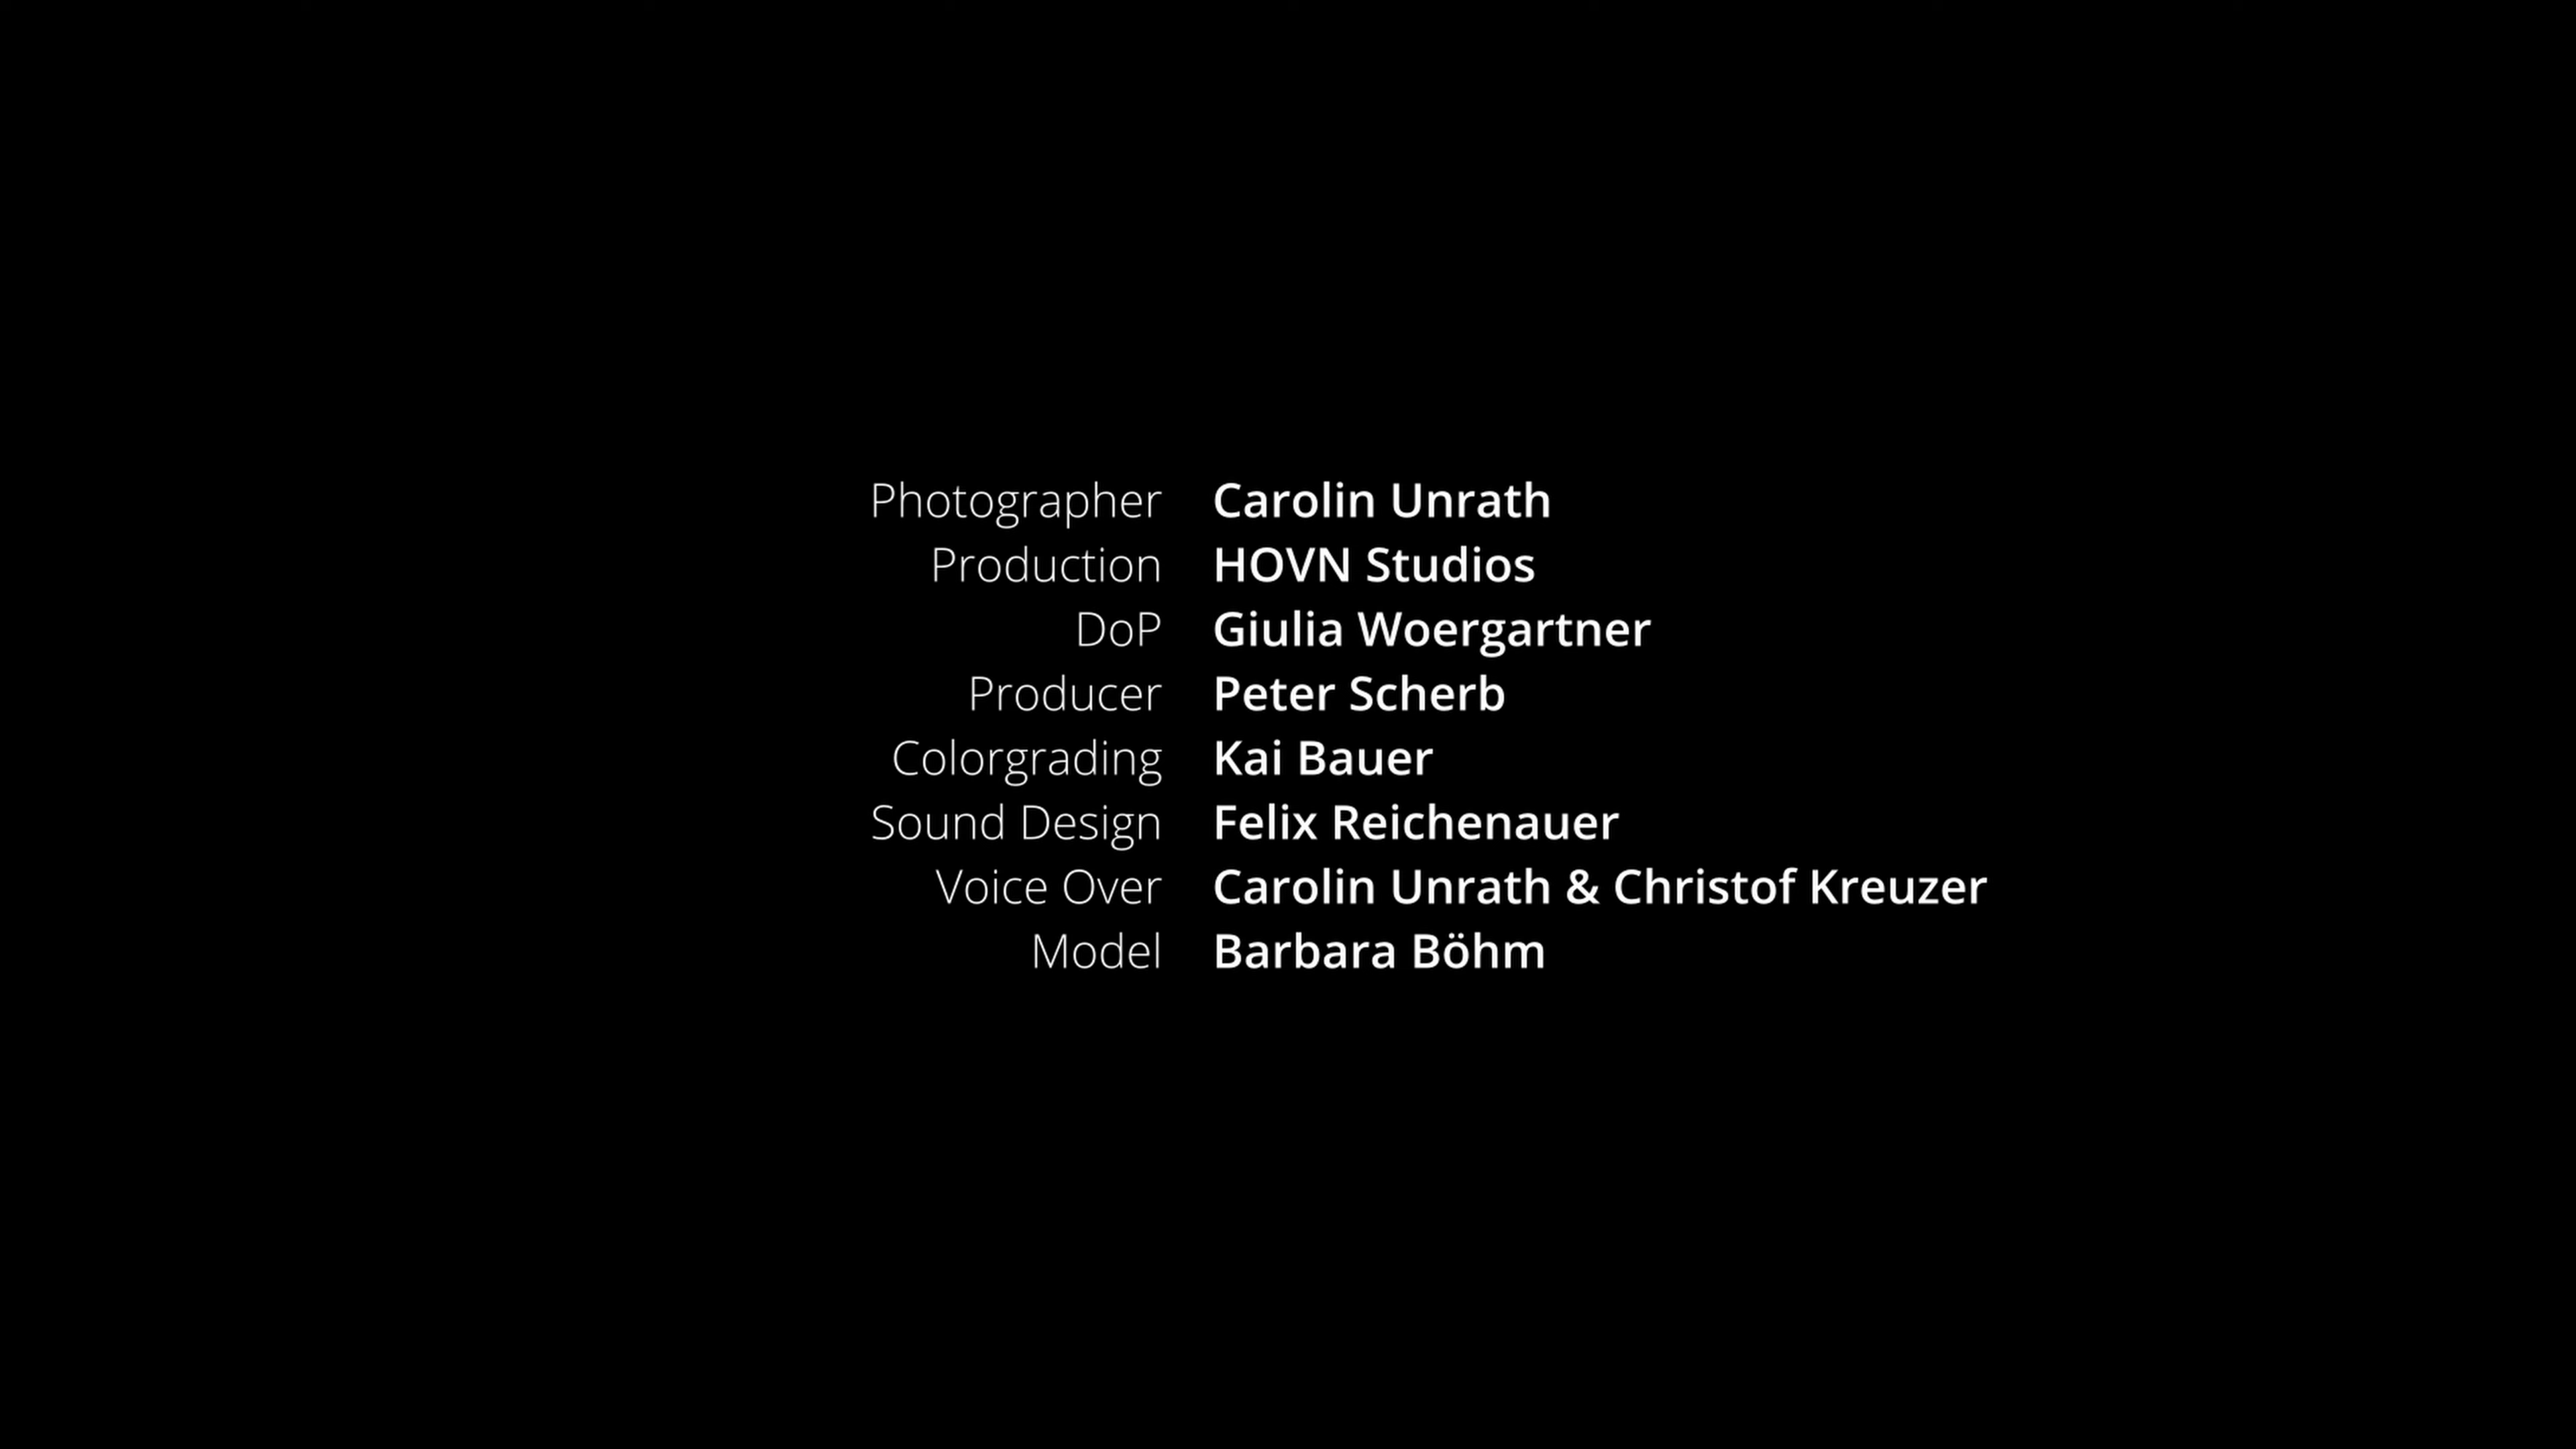 Photographer Carolin Unrath
Production HOVN Studios
DoP Giulia Woergartner
Producer Peter Scherb
Colorgrading Kai Bauer
Sound Design Felix Reichenauer
Voice Over Carolin Unrath & Christof Kreuzer
Model Barbara Böhm